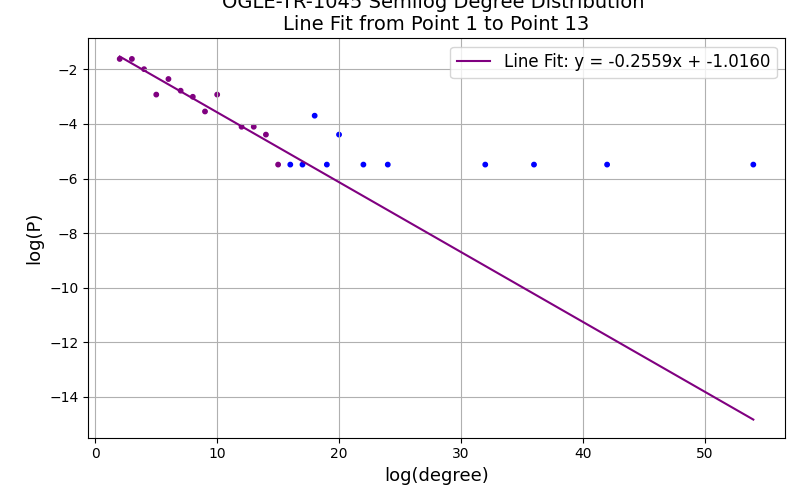 OGLE-TR-1045 Semilog Degree Distribution
Line Fit from Point 1 to Point 13
Line Fit: y = -0.2559x + -1.0160
−2
−4
−6
−8
−10
−12
−14
log(P)
0 10 20 30 40 50
log(degree)